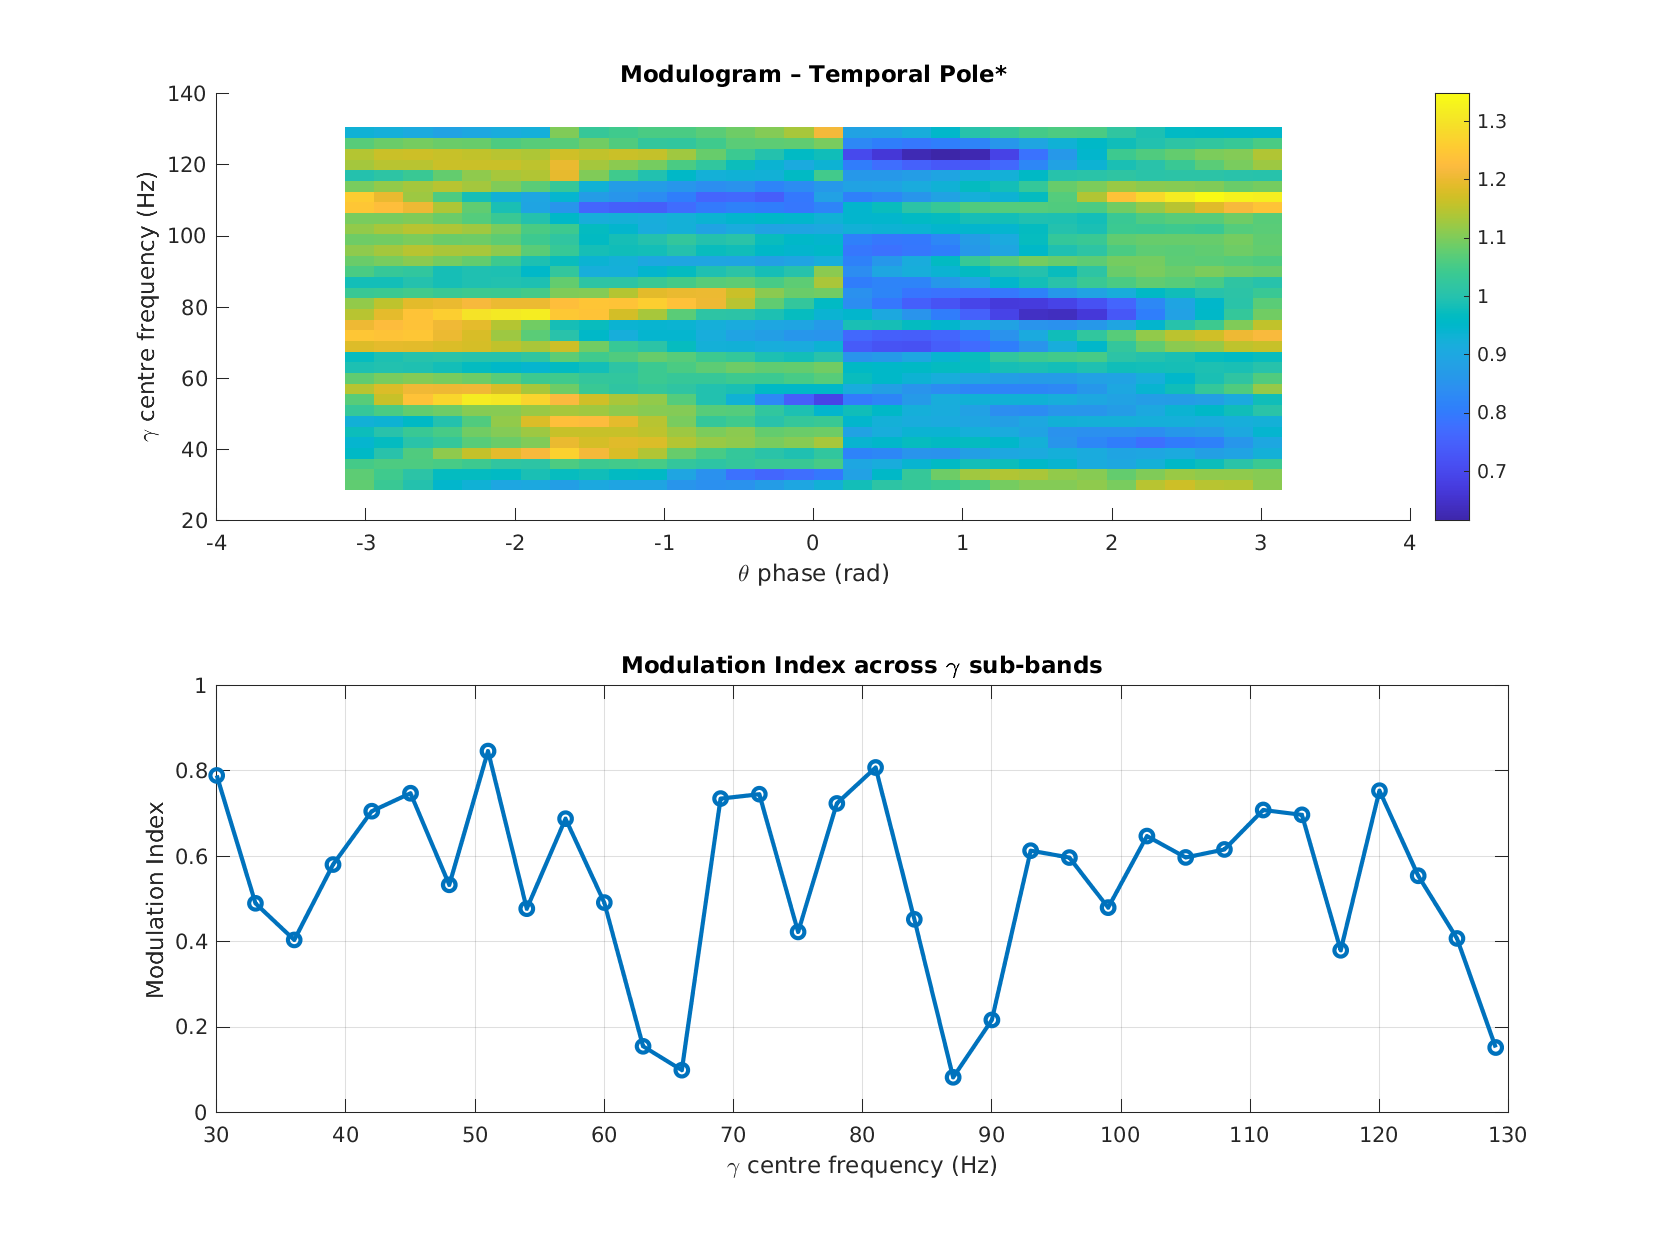 Modulogram – Temporal Pole*
γ centre frequency (Hz)
140
120
100
80
60
40
20
-4 -3 -2 -1 0 1 2 3 4
θ phase (rad)
1.3
1.2
1.1
1
0.9
0.8
0.7
Modulation Index across γ sub-bands
Modulation Index
1
0.8
0.6
0.4
0.2
0
30 40 50 60 70 80 90 100 110 120 130
γ centre frequency (Hz)